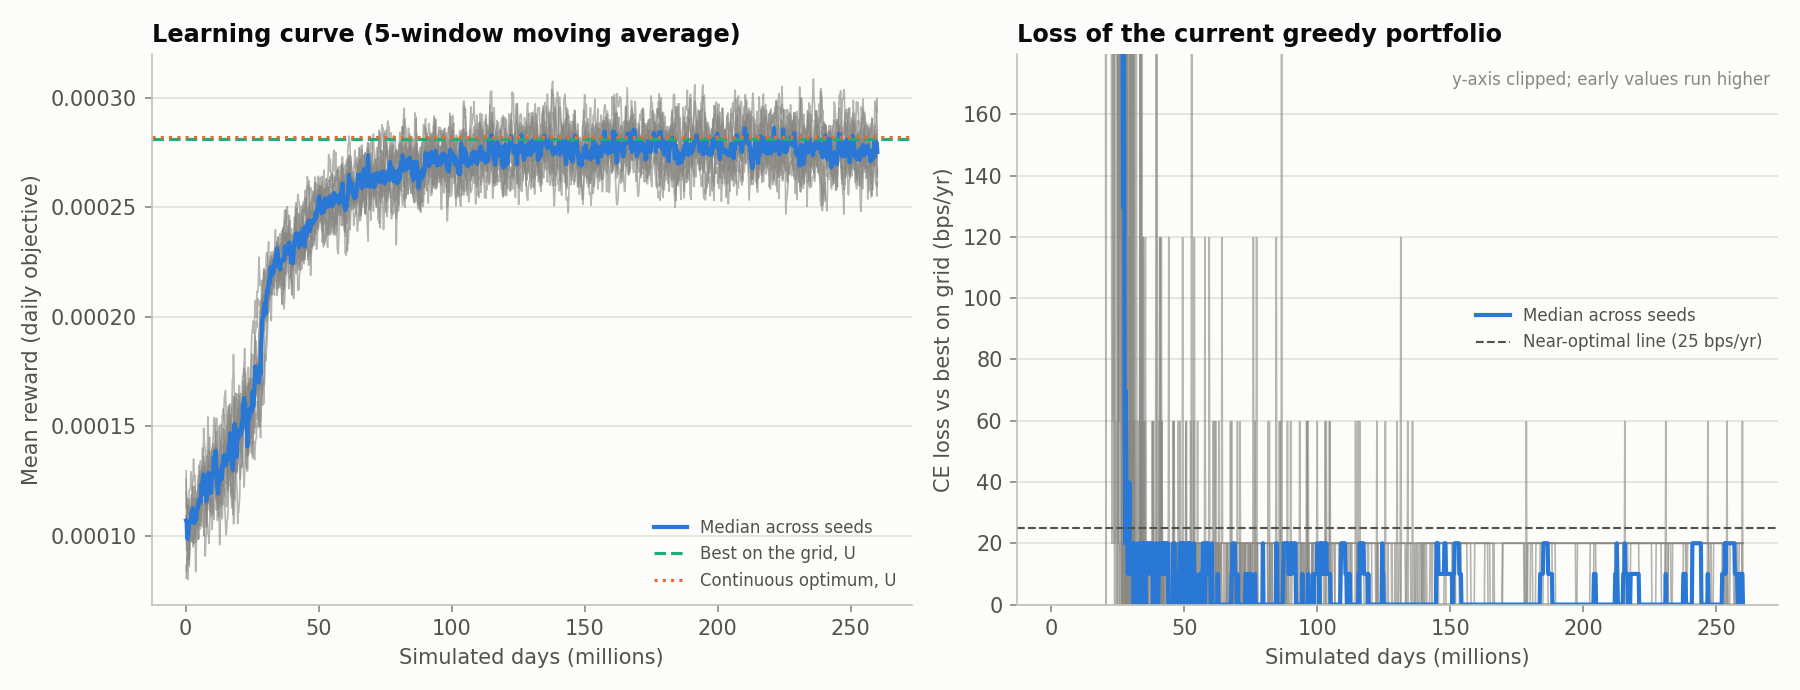 Learning curve (5-window moving average)
Mean reward (daily objective)
0.00030
0.00025
0.00020
0.00015
0.00010
Median across seeds
Best on the grid, U
Continuous optimum, U
0
50
100
150
200
250
Simulated days (millions)
Loss of the current greedy portfolio
y-axis clipped; early values run higher
CE loss vs best on grid (bps/yr)
160
140
120
100
80
60
40
20
0
Median across seeds
Near-optimal line (25 bps/yr)
0
50
100
150
200
250
Simulated days (millions)